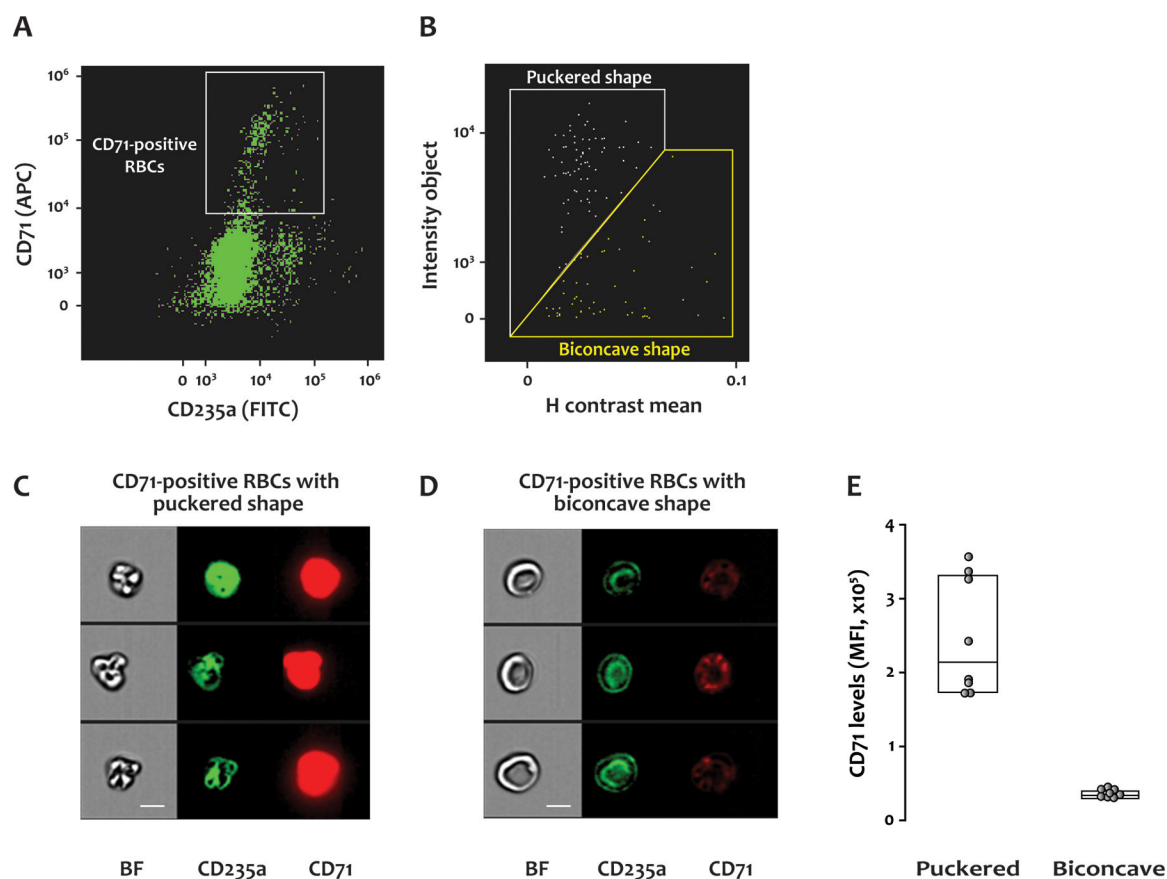 A
10⁶
10⁵
10⁴
10³
0
CD71 (APC)
CD71-positive
RBCs
0 10³ 10⁴ 10⁵ 10⁶
CD235a (FITC)
B
Puckered shape
10⁴
10³
0
Intensity object
Biconcave shape
0 0.1
H contrast mean
C
CD71-positive RBCs with
puckered shape
BF CD235a CD71
D
CD71-positive RBCs with
biconcave shape
BF CD235a CD71
E
4
3
2
1
0
CD71 levels (MFI, x10⁵)
Puckered Biconcave